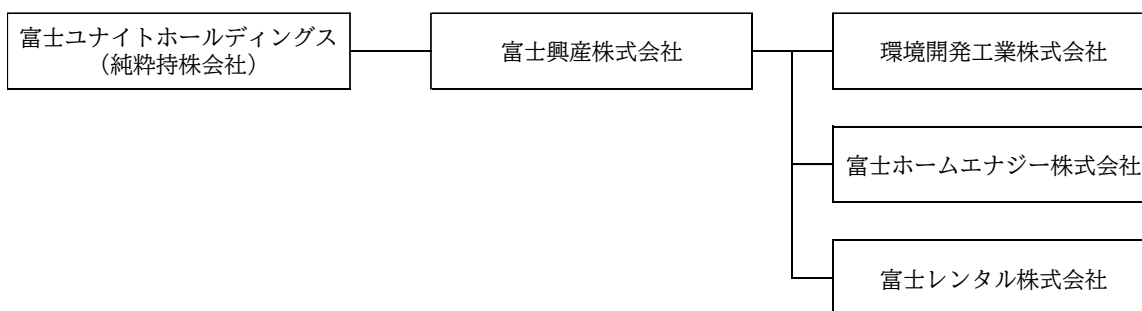 富士ユナイトホールディングス
（純粋持株会社）
富士興産株式会社
環境開発工業株式会社
富士ホームエナジー株式会社
富士レンタル株式会社